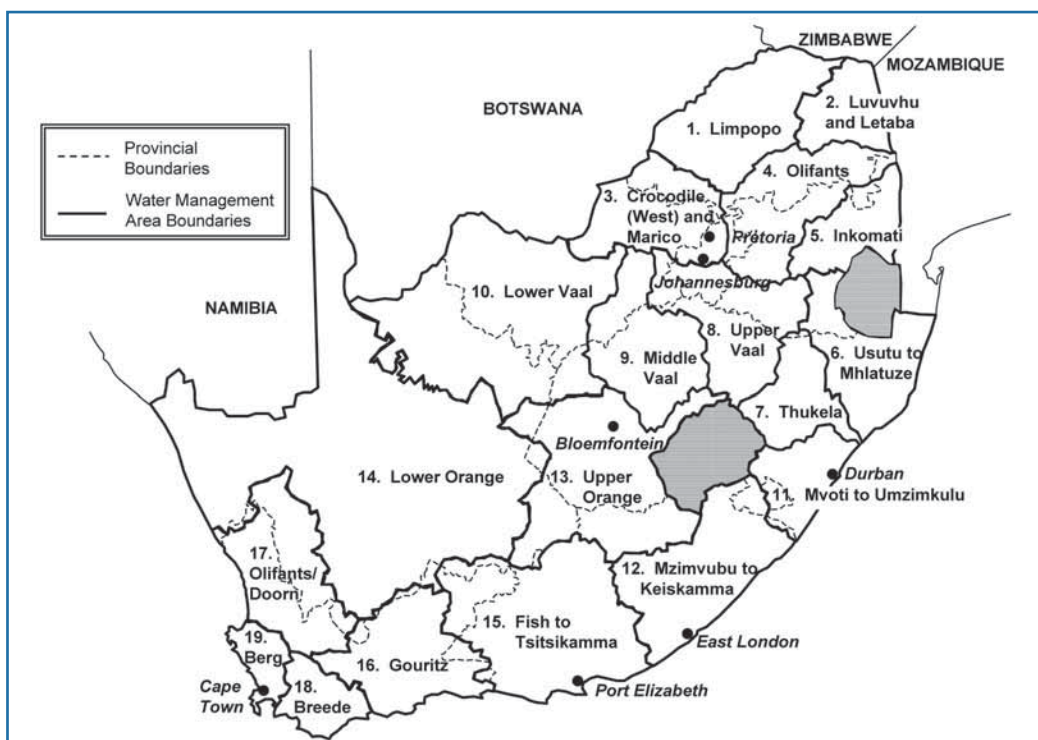 ZIMBABWE
MOZAMBIQUE
BOTSWANA
2. Luvuvhu
and Letaba
1. Limpopo
Provincial
Boundaries
Water Management
Area Boundaries
4. Olifants
3. Crocodile
(West) and
Marico
Pretoria
5. Inkomati
Johannesburg
10. Lower Vaal
NAMIBIA
8. Upper
Vaal
9. Middle
Vaal
6. Usutu to
Mhlatuze
7. Thukela
Bloemfontein
14. Lower Orange
13. Upper
Orange
Durban
11. Mvoti to Umzimkulu
17.
Olifants/
Doorn
12. Mzimvubu to
Keiskamma
15. Fish to
Tsitsikamma
East London
19.
Berg
16. Gouritz
Cape
Town
18.
Breede
Port Elizabeth